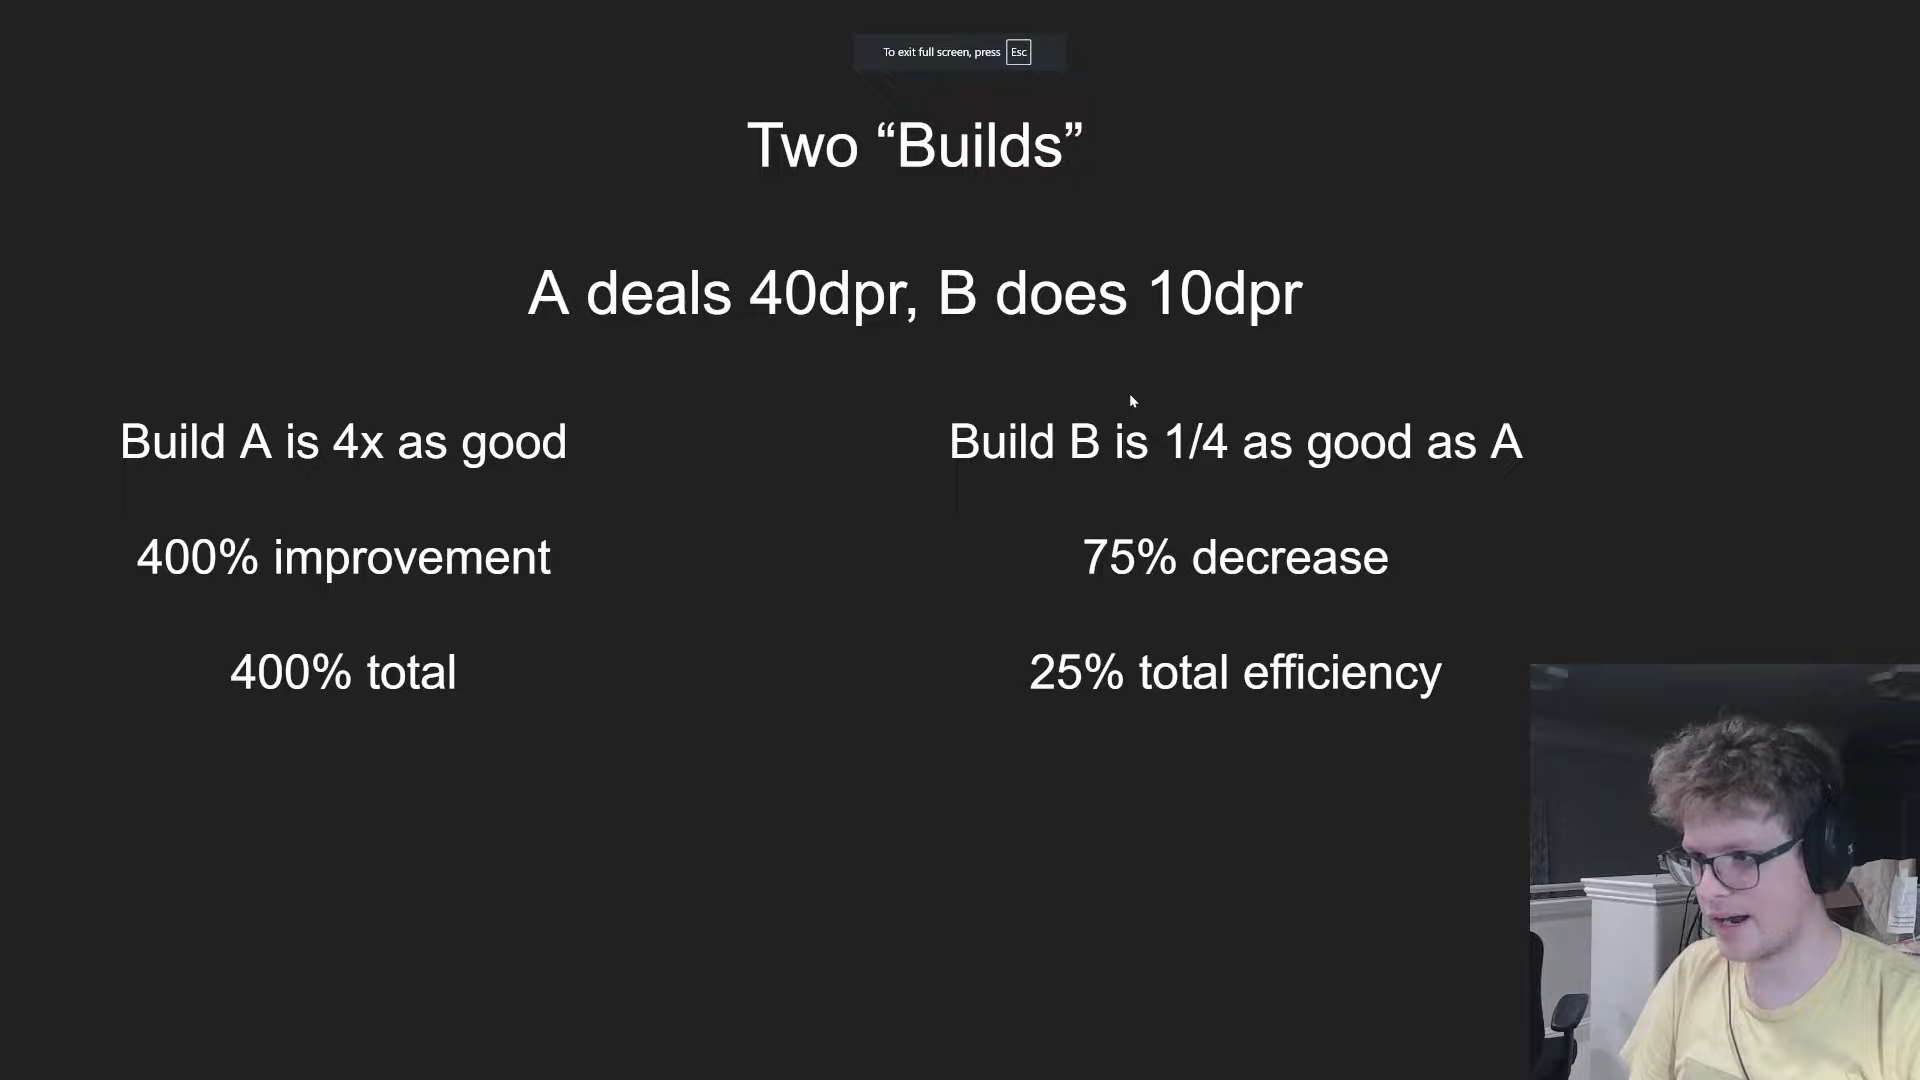 To exit full screen, press Esc
Two “Builds”
A deals 40dpr, B does 10dpr
Build A is 4x as good
Build B is 1/4 as good as A
400% improvement
75% decrease
400% total
25% total efficiency